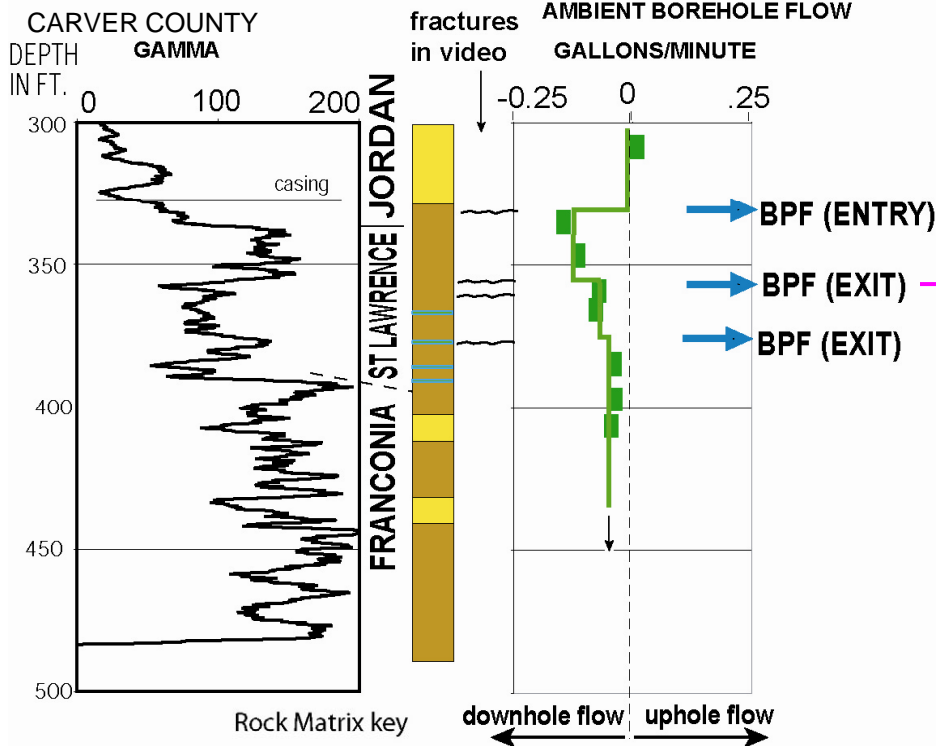 CARVER COUNTY
GAMMA
DEPTH
IN FT.
0 100 200
300
350
400
450
500
casing
JORDAN
ST LAWRENCE
FRANCONIA
fractures
in video
AMBIENT BOREHOLE FLOW
GALLONS/MINUTE
-0.25 0 .25
BPF (ENTRY)
BPF (EXIT)
BPF (EXIT)
Rock Matrix key
downhole flow uphole flow